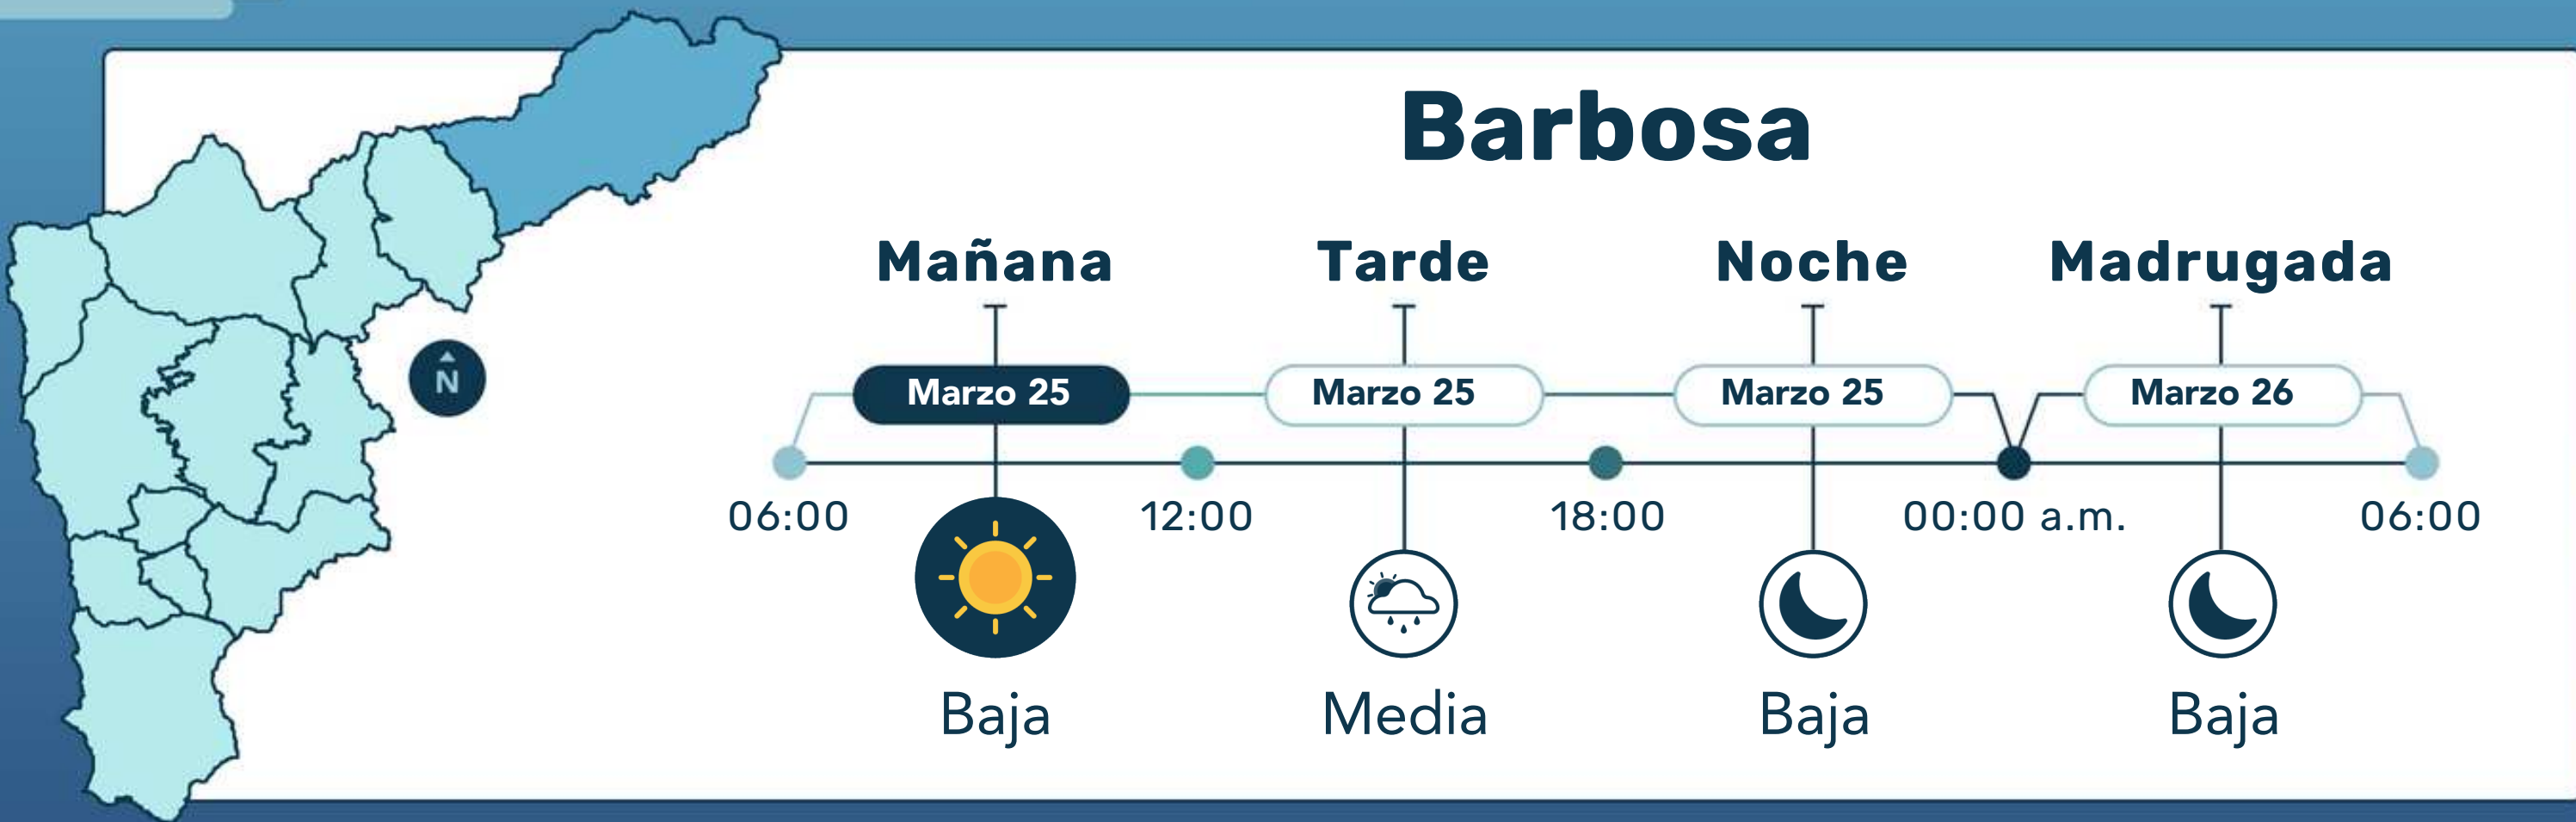 Barbosa
Mañana Tarde Noche Madrugada
Marzo 25 Marzo 25 Marzo 25 Marzo 26
N
06:00 12:00 18:00 00:00 a.m. 06:00
Baja Media Baja Baja